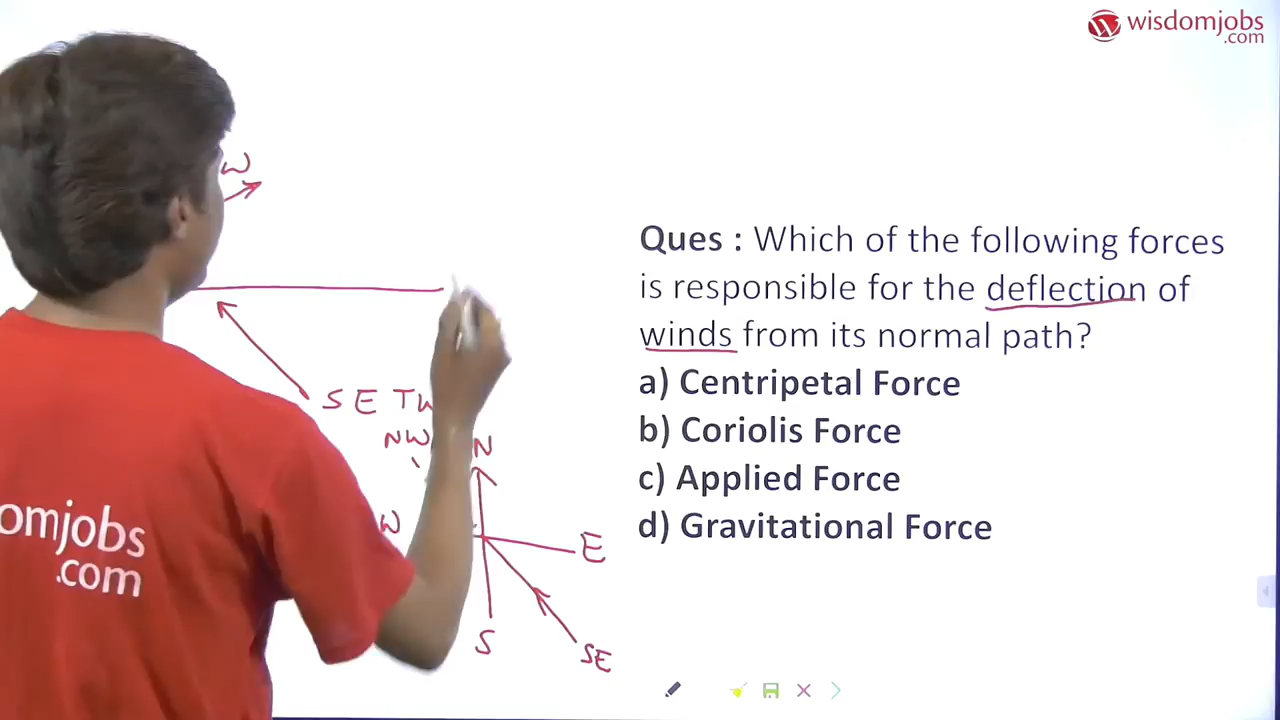 wisdomjobs
.com
W
Ques : Which of the following forces
is responsible for the deflection of
winds from its normal path?
a) Centripetal Force
b) Coriolis Force
c) Applied Force
d) Gravitational Force
S E
NW
N
W
E
S
SE
omjobs
.com